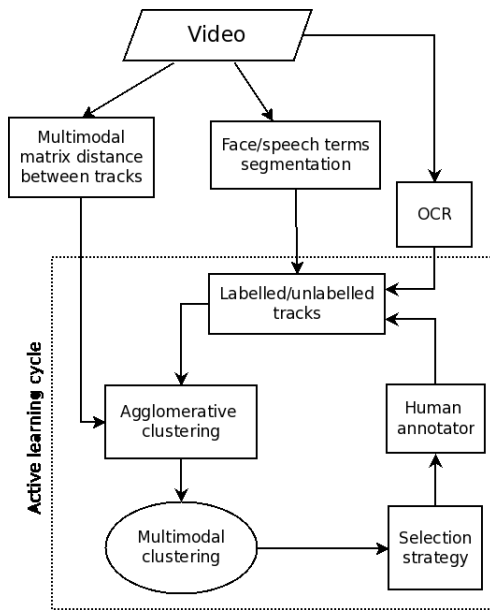 Video
Multimodal
matrix distance
between tracks
Face/speech terms
segmentation
OCR
Labelled/unlabelled
tracks
Active learning cycle
Agglomerative
clustering
Human
annotator
Multimodal
clustering
Selection
strategy